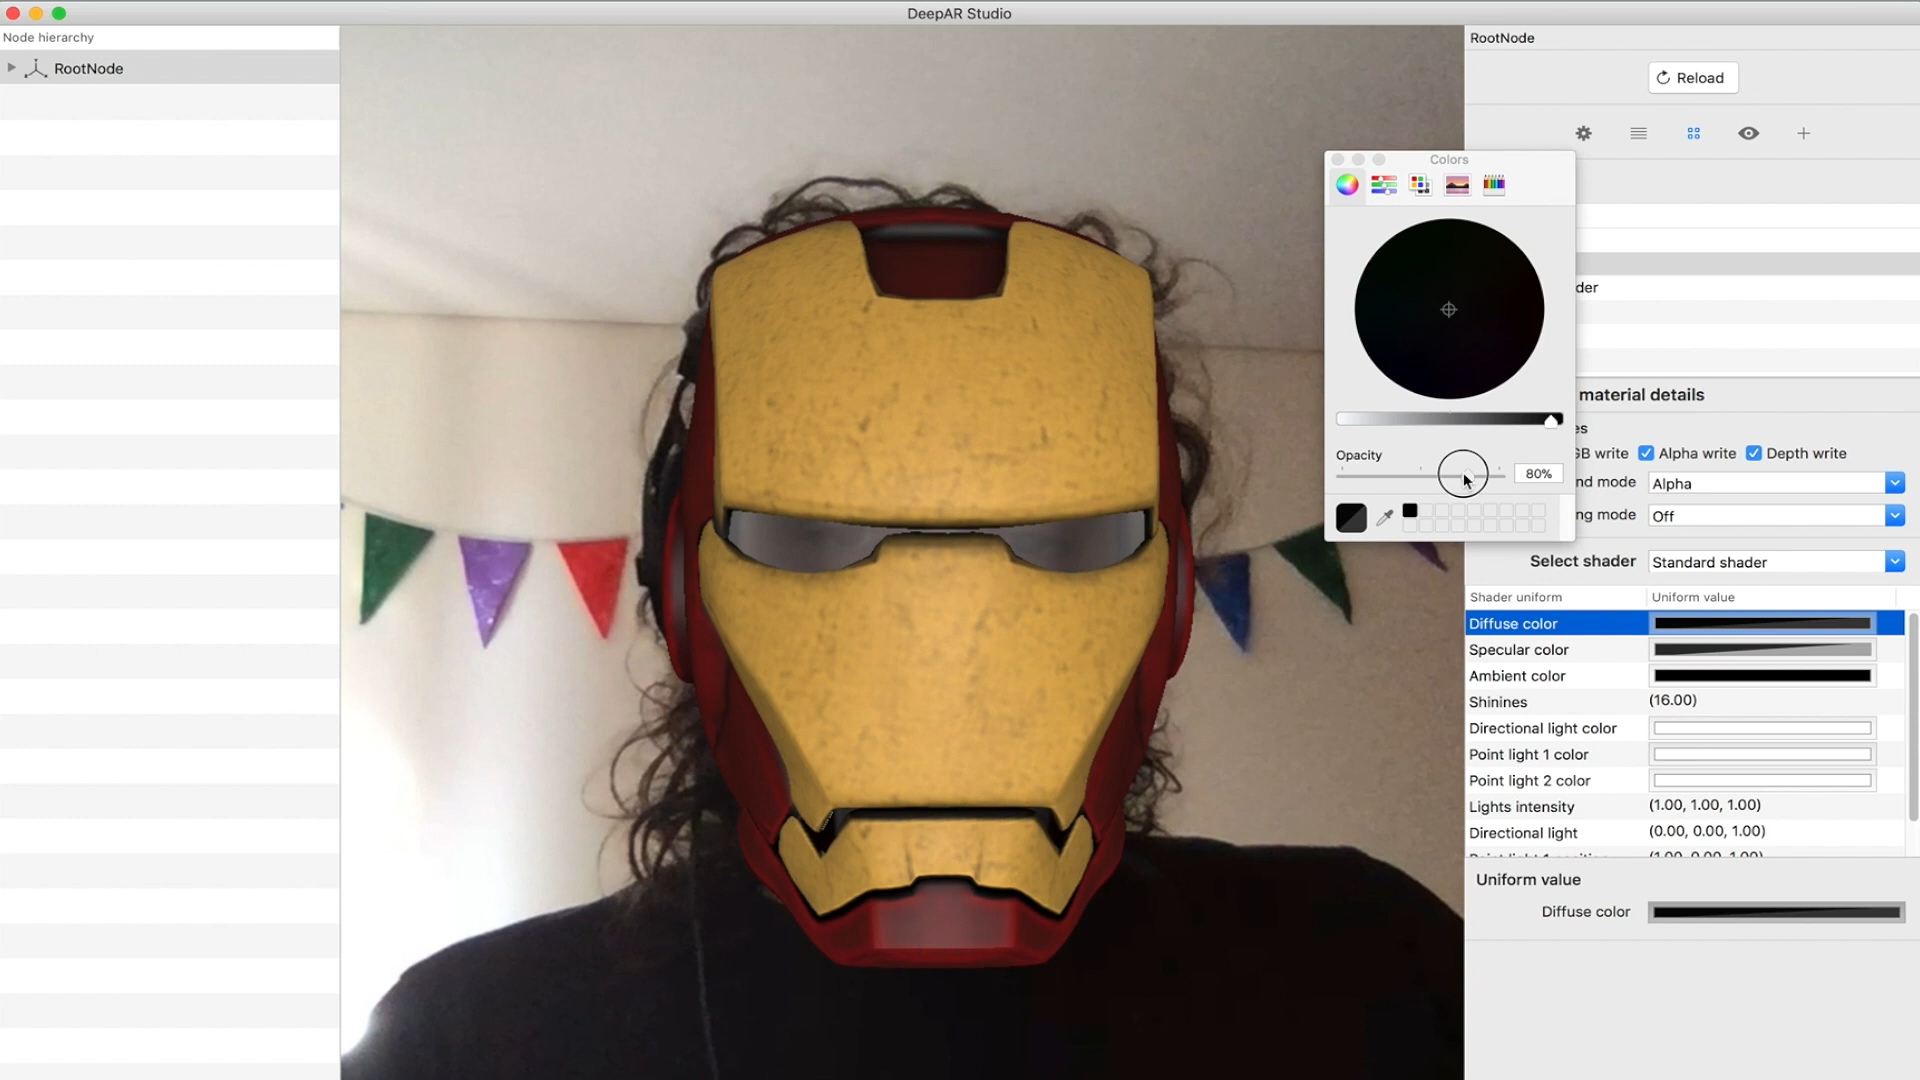 DeepAR Studio
Node hierarchy
RootNode
RootNode
Reload
Colors
der
material details
es
GB write Alpha write Depth write
Opacity
80%
nd mode Alpha
ng mode Off
Select shader Standard shader
Shader uniform Uniform value
Diffuse color
Specular color
Ambient color
Shinines (16.00)
Directional light color
Point light 1 color
Point light 2 color
Lights intensity (1.00, 1.00, 1.00)
Directional light (0.00, 0.00, 1.00)
Uniform value
Diffuse color